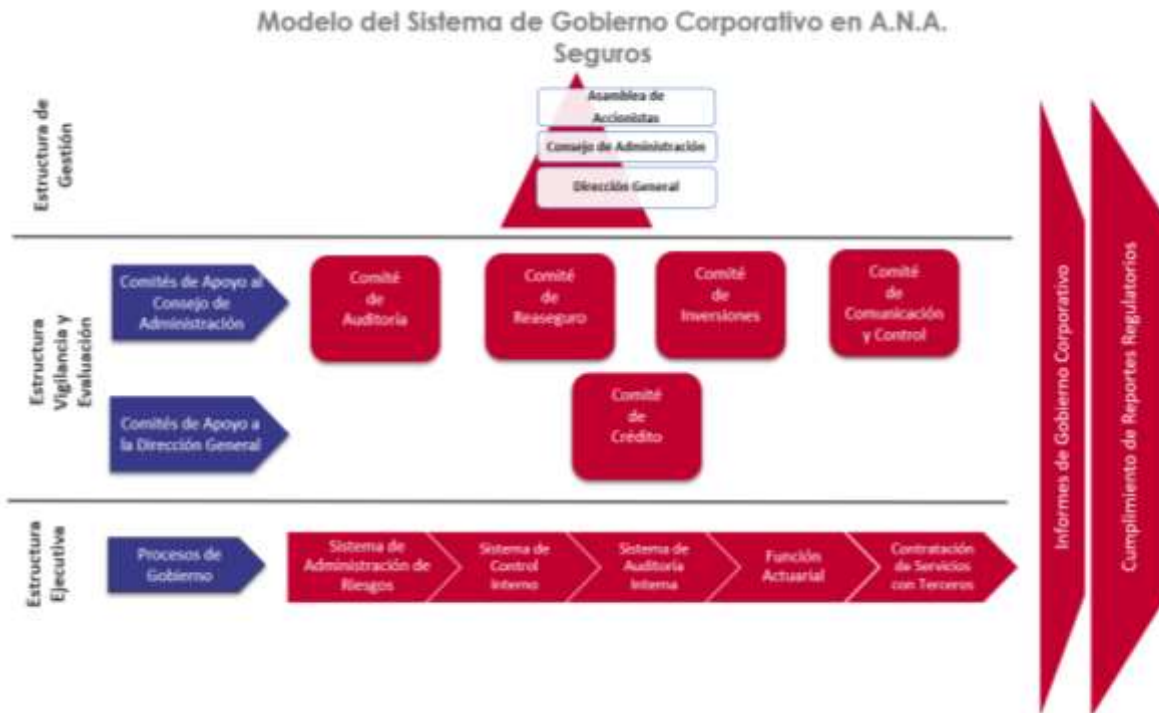 Modelo del Sistema de Gobierno Corporativo en A.N.A.
Seguros
Estructura de
Gestión
Asamblea de
Accionistas
Consejo de Administración
Dirección General
Estructura
Vigilancia y
Evaluación
Comités de Apoyo al
Consejo de
Administración
Comité
de
Auditoría
Comité
de
Reaseguro
Comité
de
Inversiones
Comité
de
Comunicación
y Control
Comités de Apoyo a
la Dirección General
Comité
de
Crédito
Estructura
Ejecutiva
Procesos de
Gobierno
Sistema de
Administración de
Riesgos
Sistema de
Control
Interno
Sistema de
Auditoría
Interna
Función
Actuarial
Contratación
de Servicios
con Terceros
Informes de Gobierno Corporativo
Cumplimiento de Reportes Regulatorios